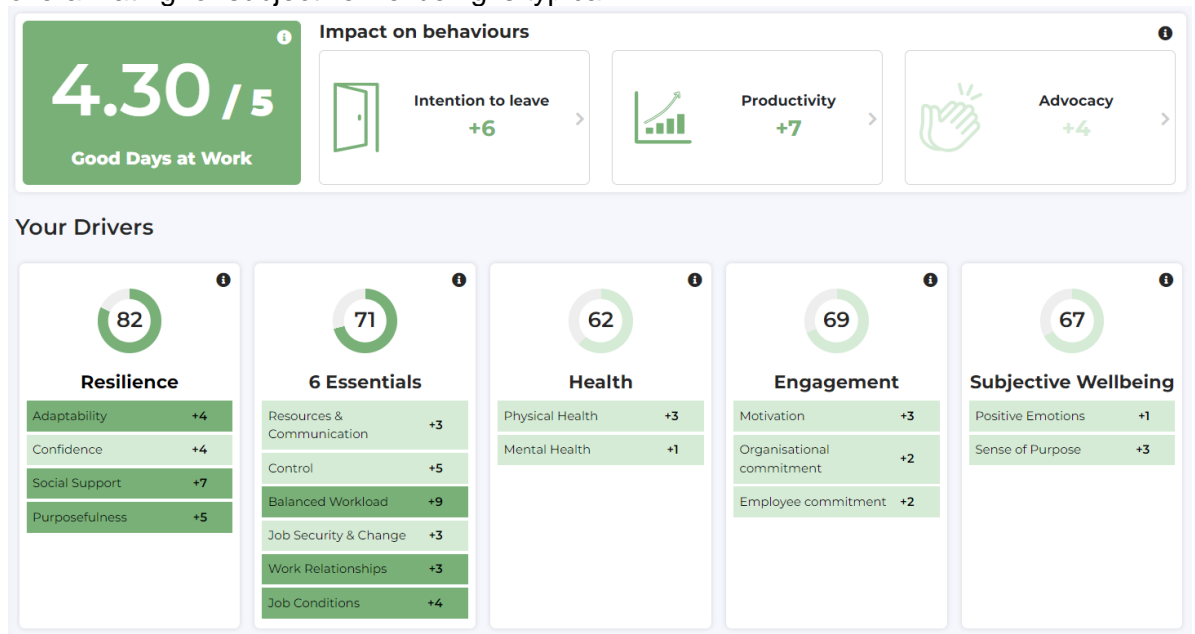 Impact on behaviours
4.30 / 5
Good Days at Work
Intention to leave
+6
Productivity
+7
Advocacy
+4
Your Drivers
82
Resilience
Adaptability +4
Confidence +4
Social Support +7
Purposefulness +5
71
6 Essentials
Resources &
Communication +3
Control +5
Balanced Workload +9
Job Security & Change +3
Work Relationships +3
Job Conditions +4
62
Health
Physical Health +3
Mental Health +1
69
Engagement
Motivation +3
Organisational
commitment +2
Employee commitment +2
67
Subjective Wellbeing
Positive Emotions +1
Sense of Purpose +3